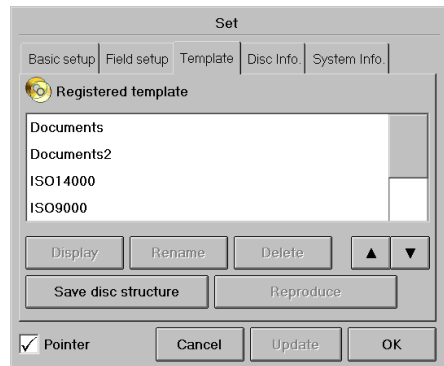 Set
Basic setup Field setup Template Disc Info. System Info.
Registered template
Documents
Documents2
ISO14000
ISO9000
Display Rename Delete ▲ ▼
Save disc structure Reproduce
Pointer Cancel Update OK